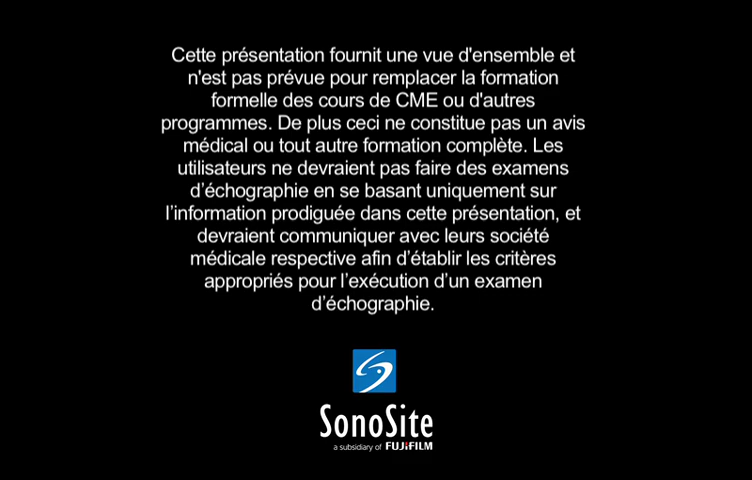 Cette présentation fournit une vue d'ensemble et
n'est pas prévue pour remplacer la formation
formelle des cours de CME ou d'autres
programmes. De plus ceci ne constitue pas un avis
médical ou tout autre formation complète. Les
utilisateurs ne devraient pas faire des examens
d’échographie en se basant uniquement sur
l’information prodiguée dans cette présentation, et
devraient communiquer avec leurs société
médicale respective afin d’établir les critères
appropriés pour l’exécution d’un examen
d’échographie.
SonoSite
a subsidiary of FUJIFILM